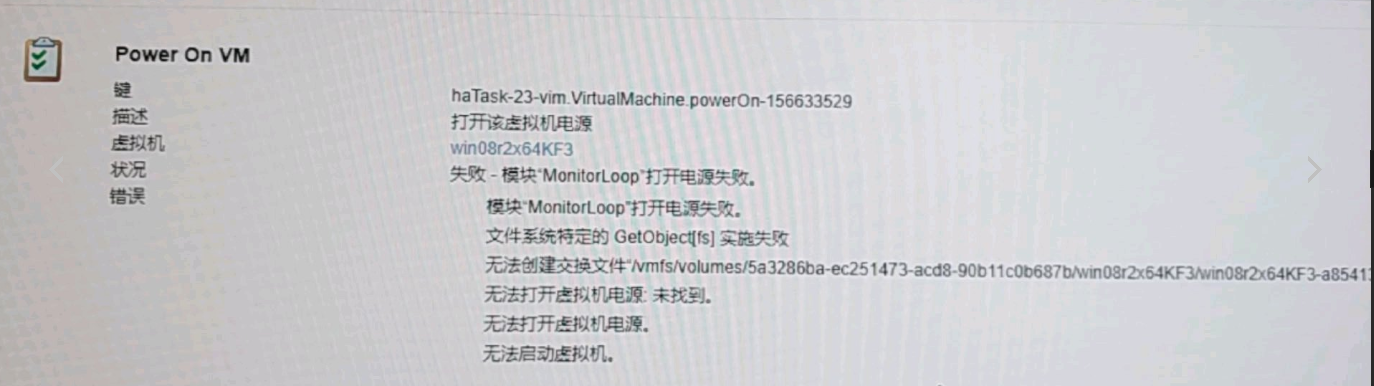 Power On VM
键 haTask-23-vim.VirtualMachine.powerOn-156633529
描述 打开该虚拟机电源
虚拟机 win08r2x64KF3
状况 失败 - 模块“MonitorLoop”打开电源失败。
错误
模块“MonitorLoop”打开电源失败。
文件系统特定的 GetObject[fs] 实施失败
无法创建交换文件“/vmfs/volumes/5a3286ba-ec251473-acd8-90b11c0b687b/win08r2x64KF3/win08r2x64KF3-a8541
无法打开虚拟机电源: 未找到。
无法打开虚拟机电源。
无法启动虚拟机。